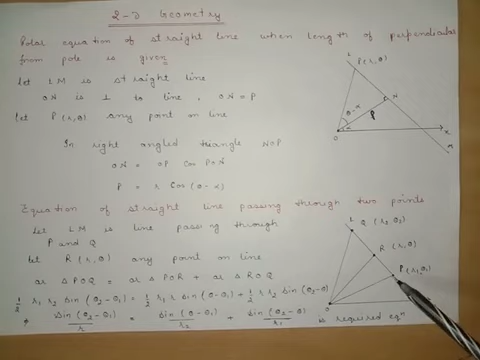 2-D Geometry
Polar equation of straight line when length of perpendicular
from pole is given
Let LM is straight line
ON is ⊥ to line, ON = P
Let P(r,θ) any point on line
In right angled triangle NOP
ON = OP Cos PON
P = r Cos(θ-α)
L
P(r,θ)
N
θ-α
P
α
O
X
M
Equation of straight line passing through two points
Let LM is line passing through
P and Q
Let R(r,θ) any point on line
ar △POQ = ar △POR + ar △ROQ
1/2 r₁ r₂ Sin(θ₂-θ₁) = 1/2 r₁ r Sin(θ-θ₁) + 1/2 r r₂ Sin(θ₂-θ)
Sin(θ₂-θ₁)/r = Sin(θ-θ₁)/r₂ + Sin(θ₂-θ)/r₁ is required eqn
L
Q(r₂,θ₂)
R(r,θ)
P(r₁,θ₁)
O